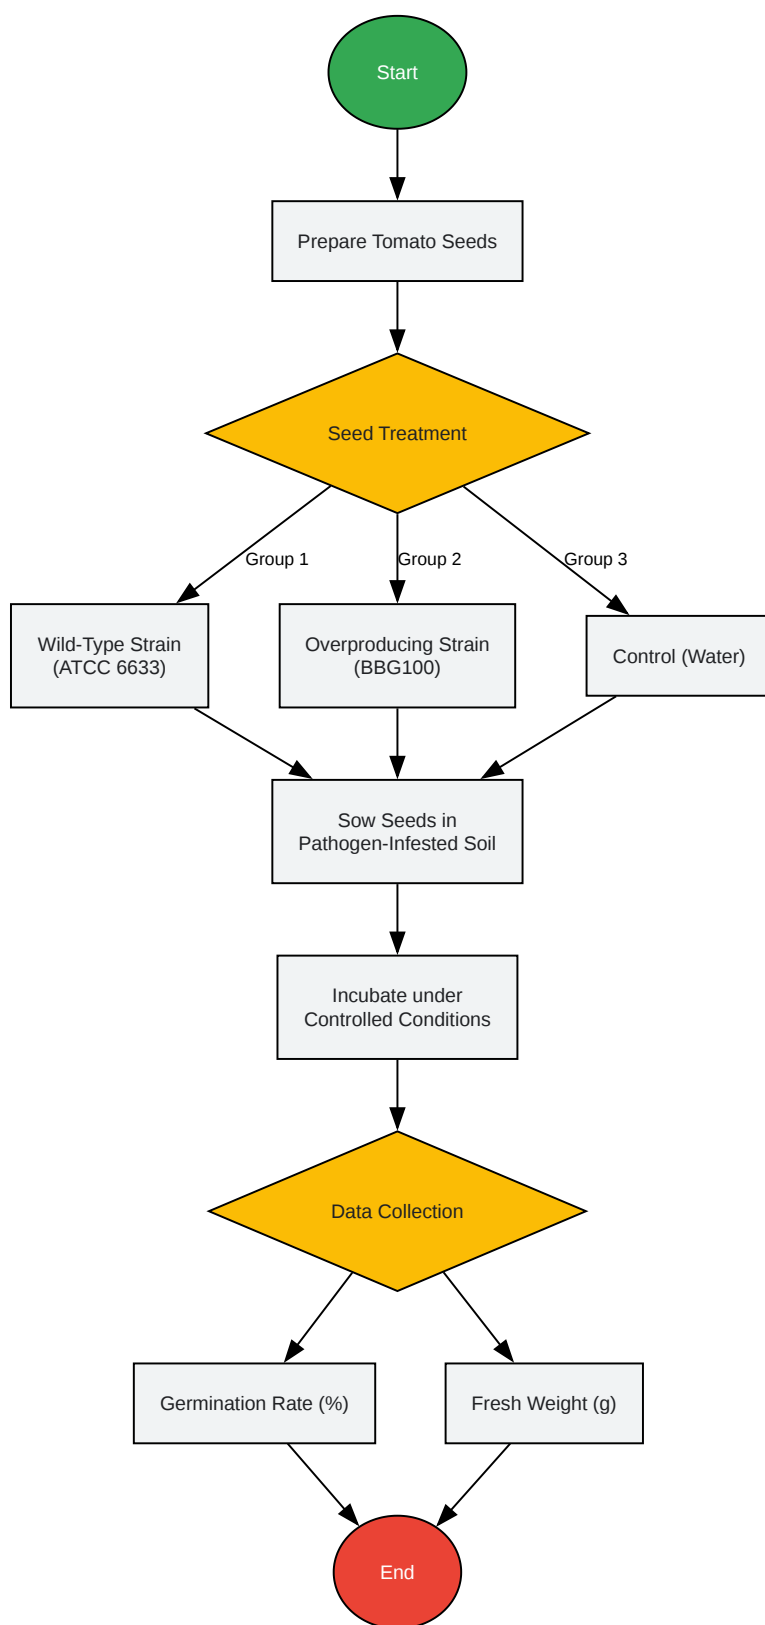 Start
Prepare Tomato Seeds
Seed Treatment
Group 1
Group 2
Group 3
Wild-Type Strain
(ATCC 6633)
Overproducing Strain
(BBG100)
Control (Water)
Sow Seeds in
Pathogen-Infested Soil
Incubate under
Controlled Conditions
Data Collection
Germination Rate (%)
Fresh Weight (g)
End